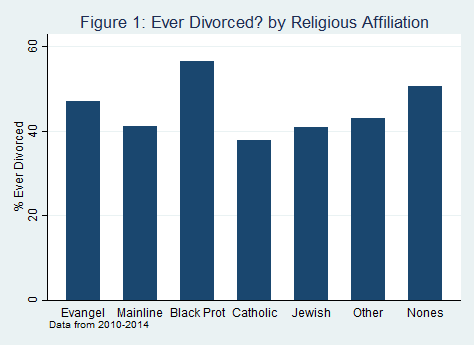 Figure 1: Ever Divorced? by Religious Affiliation
% Ever Divorced
60
40
20
0
Evangel Mainline Black Prot Catholic Jewish Other Nones
Data from 2010-2014